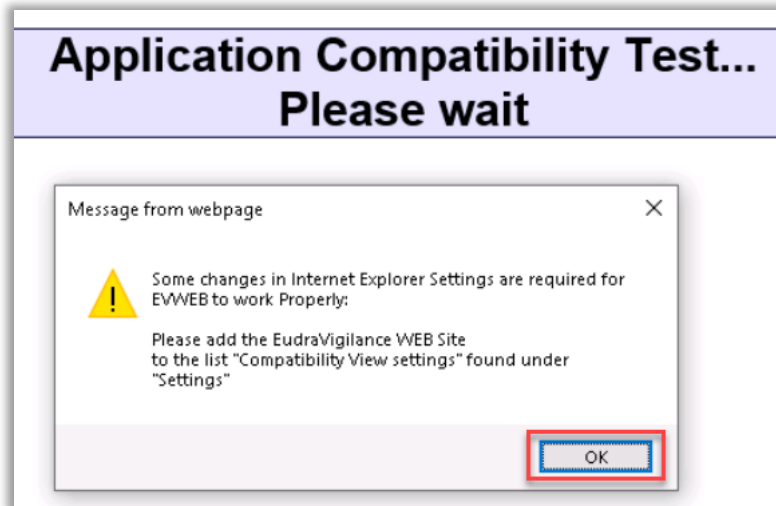 Application Compatibility Test...
Please wait
Message from webpage
Some changes in Internet Explorer Settings are required for
EVWEB to work Properly:
Please add the EudraVigilance WEB Site
to the list "Compatibility View settings" found under
"Settings"
OK